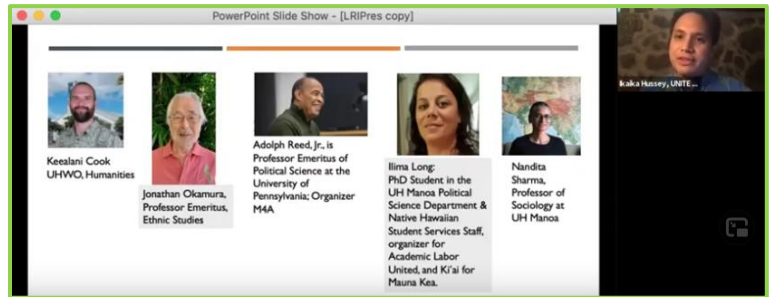 PowerPoint Slide Show - [LRIPres copy]
Ikaika Hussey, UNITE ...
Keealani Cook
UHWO, Humanities
Jonathan Okamura,
Professor Emeritus,
Ethnic Studies
Adolph Reed, Jr., is
Professor Emeritus of
Political Science at the
University of
Pennsylvania; Organizer
M4A
Ilima Long:
PhD Student in the
UH Manoa Political
Science Department &
Native Hawaiian
Student Services Staff,
organizer for
Academic Labor
United, and Ki'ai for
Mauna Kea.
Nandita
Sharma,
Professor of
Sociology at
UH Manoa